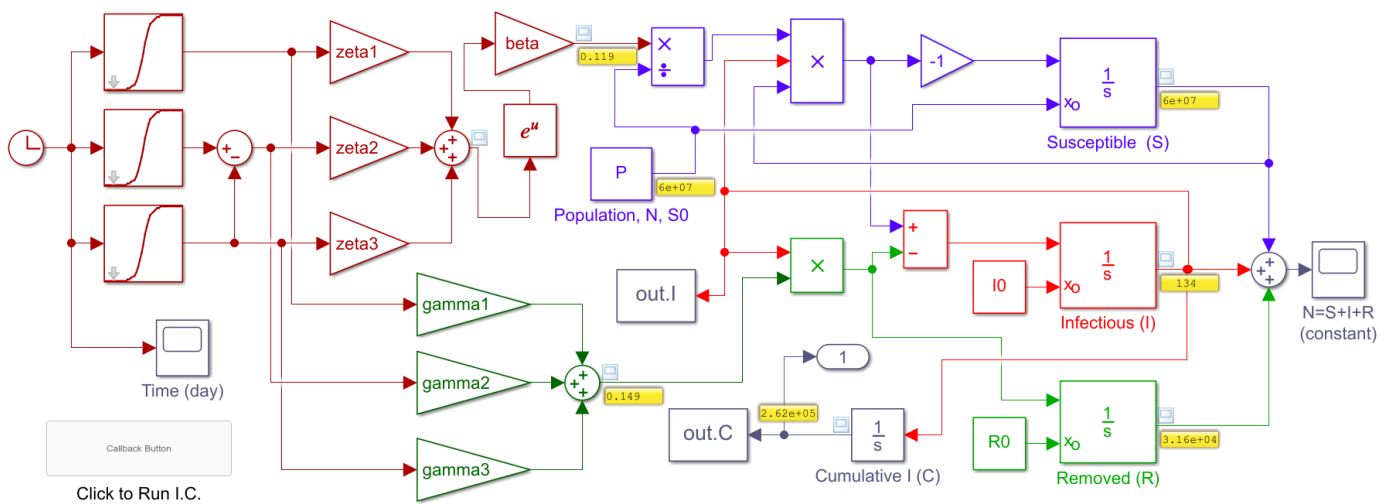 zeta1
beta
0.119
×
÷
×
-1
1
s
xo
6e+07
Susceptible (S)
+
−
zeta2
+
+
+
e^u
P
6e+07
Population, N, S0
zeta3
+
−
×
out.I
I0
1
s
xo
134
Infectious (I)
+
+
+
N=S+I+R
(constant)
gamma1
Time (day)
gamma2
+
+
+
0.149
1
gamma3
out.C
2.62e+05
1
s
Cumulative I (C)
R0
1
s
xo
3.16e+04
Removed (R)
Callback Button
Click to Run I.C.